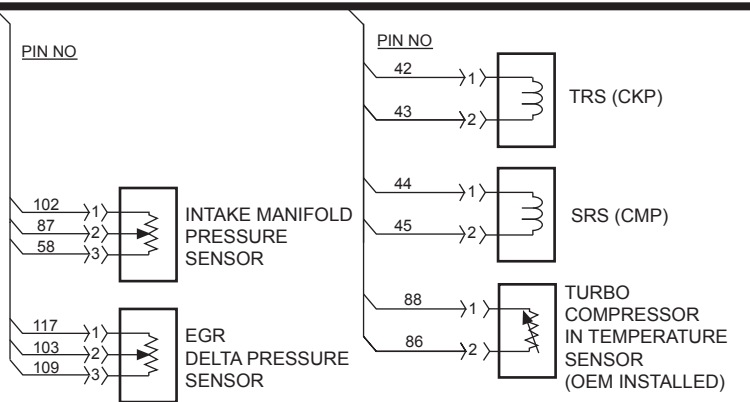 PIN NO
102
1
87
2
58
3
INTAKE MANIFOLD
PRESSURE
SENSOR
117
1
103
2
109
3
EGR
DELTA PRESSURE
SENSOR
PIN NO
42
1
43
2
TRS (CKP)
44
1
45
2
SRS (CMP)
88
1
86
2
TURBO
COMPRESSOR
IN TEMPERATURE
SENSOR
(OEM INSTALLED)